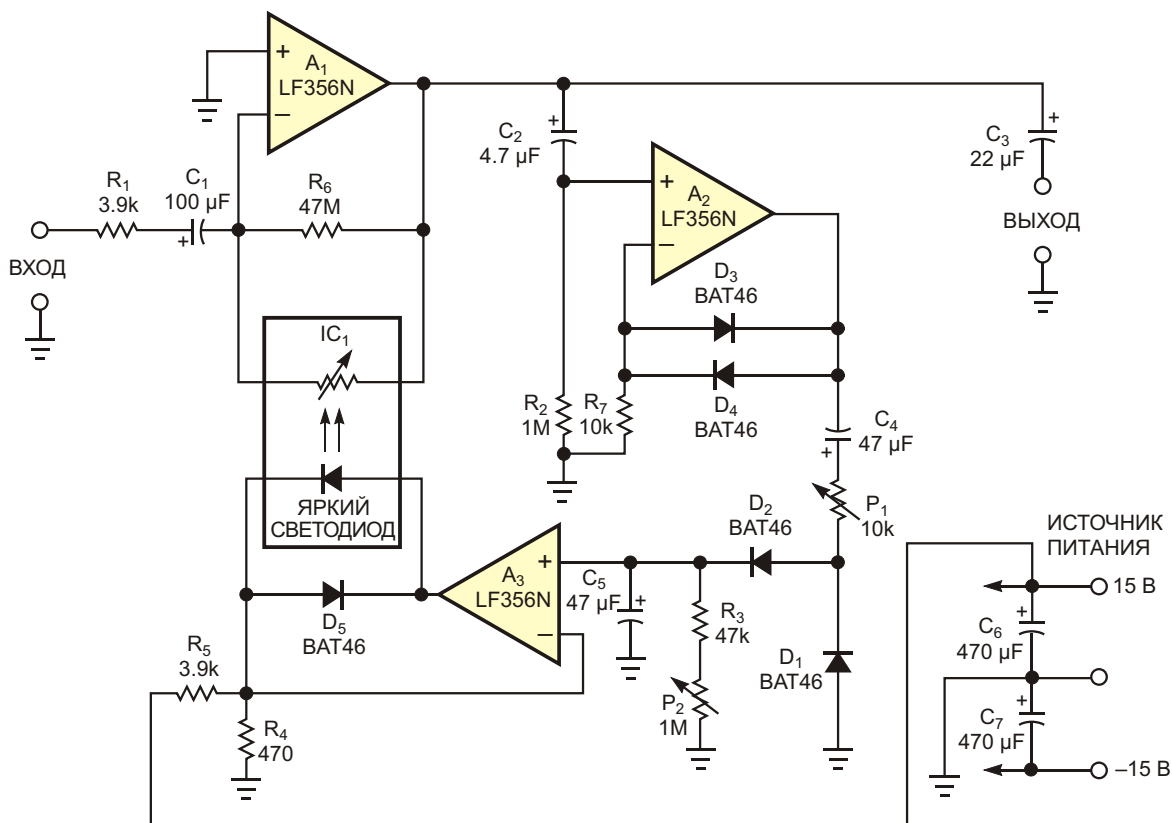 +
A1
LF356N
−
R1
3.9k
C1
100 µF
+
R6
47M
ВХОД
IC1
ЯРКИЙ
СВЕТОДИОД
+
C2
4.7 µF
+
A2
LF356N
−
+
C3
22 µF
ВЫХОД
D3
BAT46
D4
BAT46
R2
1M
R7
10k
C4
47 µF
+
P1
10k
D2
BAT46
+
A3
LF356N
−
C5
47 µF
+
R3
47k
P2
1M
D1
BAT46
D5
BAT46
R5
3.9k
R4
470
ИСТОЧНИК
ПИТАНИЯ
15 В
+
C6
470 µF
+
C7
470 µF
–15 В